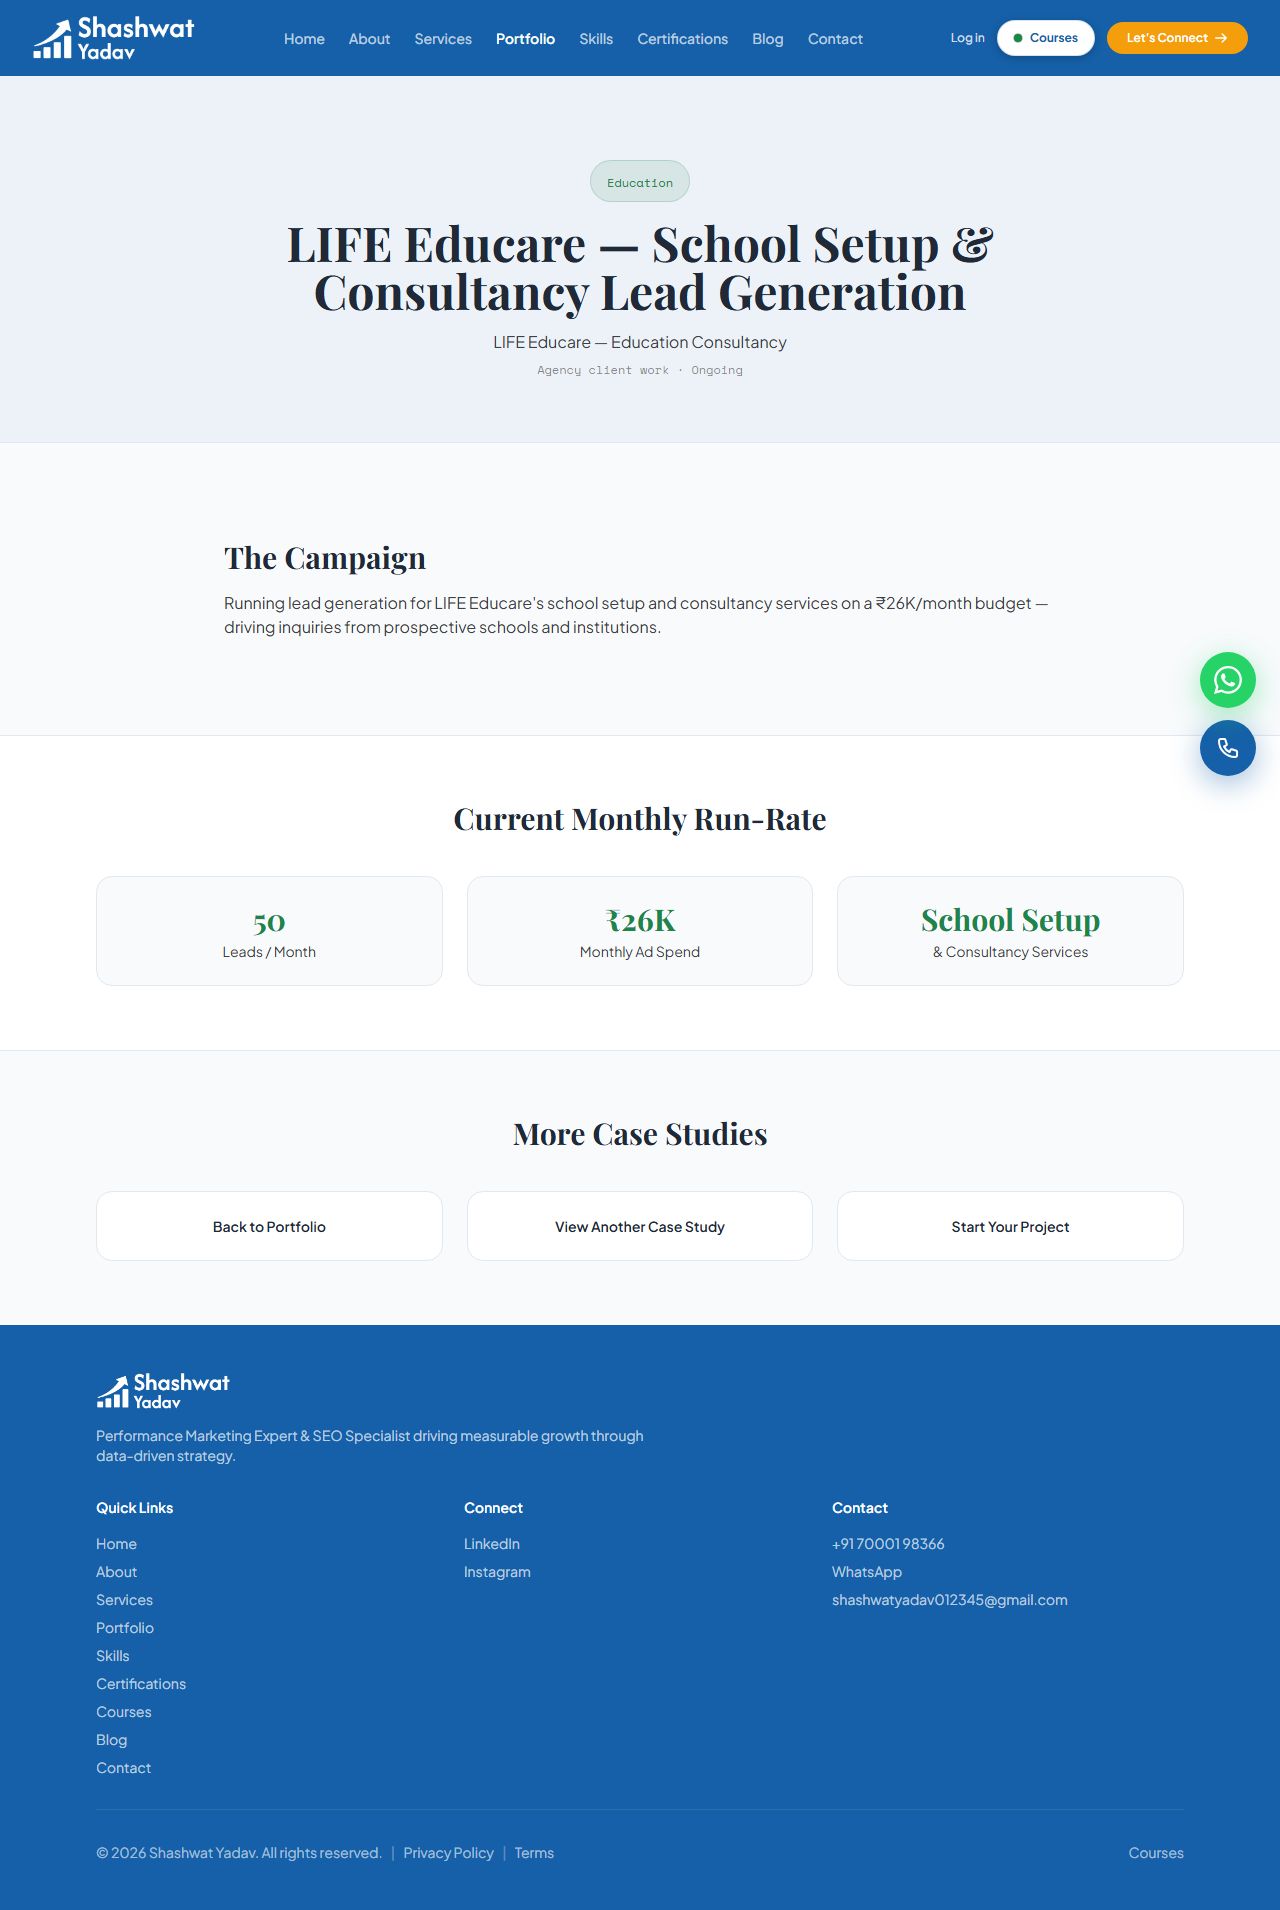 Shashwat
Yadav
Home About Services Portfolio Skills Certifications Blog Contact Log in Courses Let's Connect →
Education
LIFE Educare — School Setup &
Consultancy Lead Generation
LIFE Educare — Education Consultancy
Agency client work · Ongoing
The Campaign
Running lead generation for LIFE Educare's school setup and consultancy services on a ₹26K/month budget —
driving inquiries from prospective schools and institutions.
Current Monthly Run-Rate
50
Leads / Month
₹26K
Monthly Ad Spend
School Setup
& Consultancy Services
More Case Studies
Back to Portfolio
View Another Case Study
Start Your Project
Shashwat
Yadav
Performance Marketing Expert & SEO Specialist driving measurable growth through
data-driven strategy.
Quick Links
Home
About
Services
Portfolio
Skills
Certifications
Courses
Blog
Contact
Connect
LinkedIn
Instagram
Contact
+91 70001 98366
WhatsApp
shashwatyadav012345@gmail.com
© 2026 Shashwat Yadav. All rights reserved. | Privacy Policy | Terms
Courses